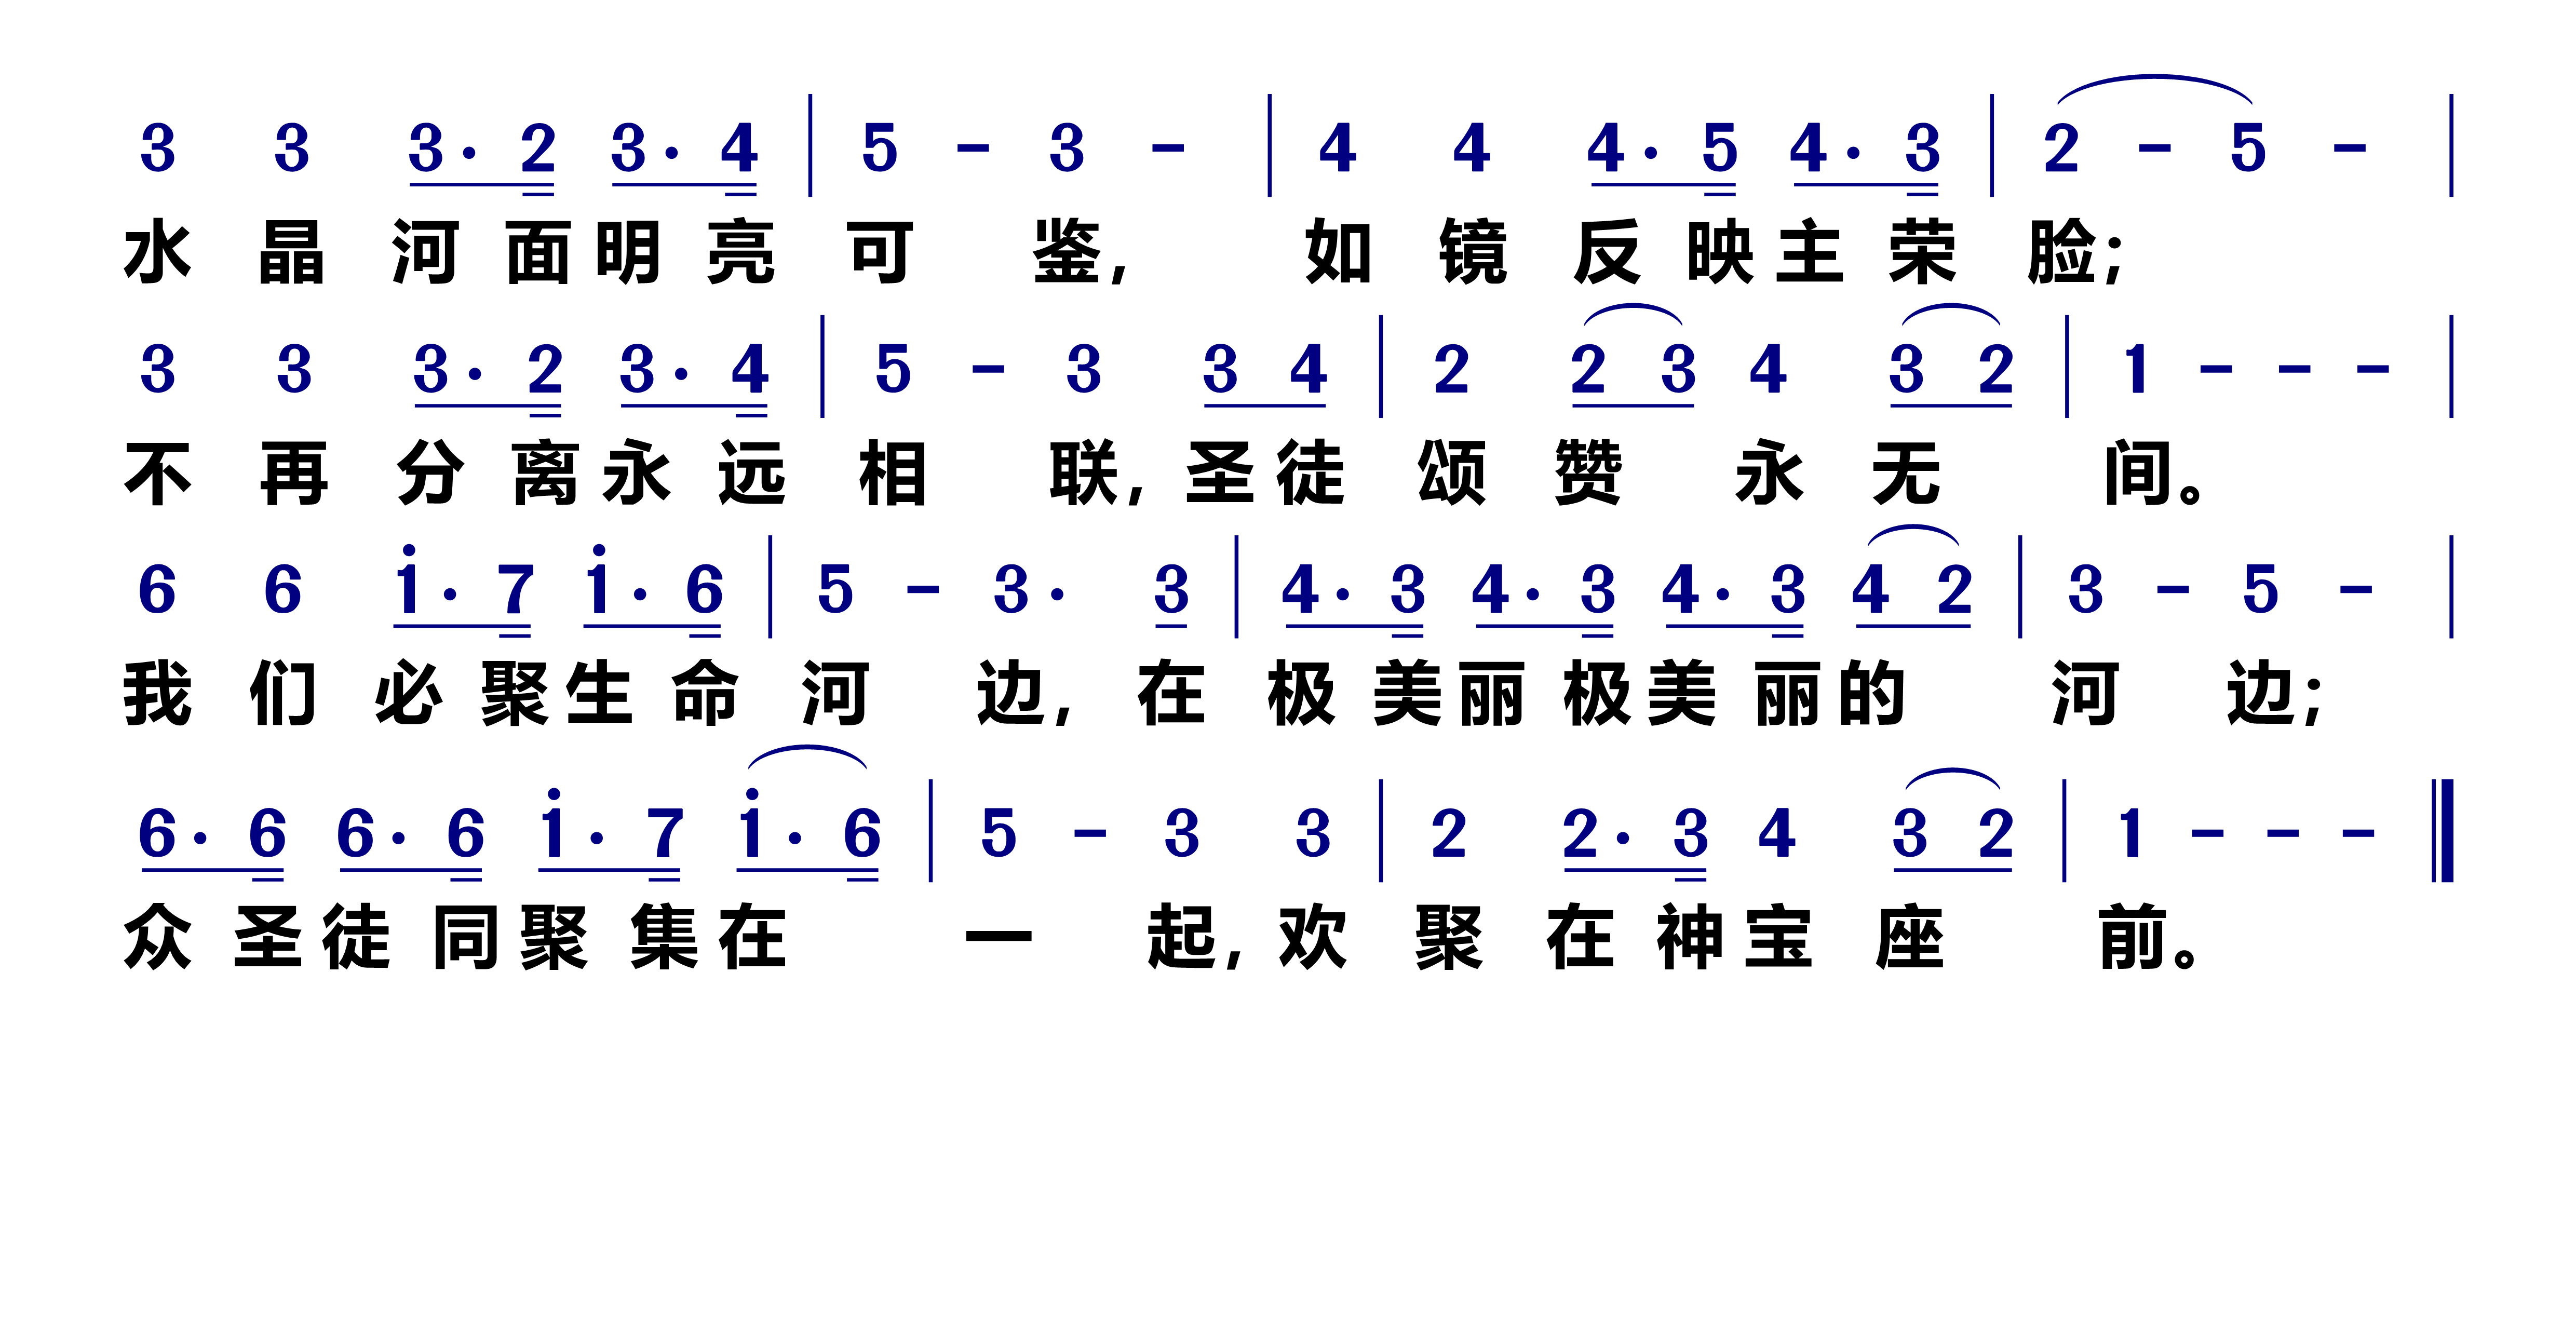 3 3 3· 2 3· 4 | 5 - 3 - | 4 4 4· 5 4· 3 | 2 - 5 - |
水晶河面明亮可鉴，如镜反映主荣脸；
3 3 3· 2 3· 4 | 5 - 3 3 4 | 2 2 3 4 3 2 | 1 - - - |
不再分离永远相联，圣徒颂赞永无间。
6 6 i· 7 i· 6 | 5 - 3· 3 | 4· 3 4· 3 4· 3 4 2 | 3 - 5 - |
我们必聚生命河边，在极美丽极美丽的河边；
6· 6 6· 6 i· 7 i· 6 | 5 - 3 3 | 2 2· 3 4 3 2 | 1 - - - ‖
众圣徒同聚集在一起，欢聚在神宝座前。